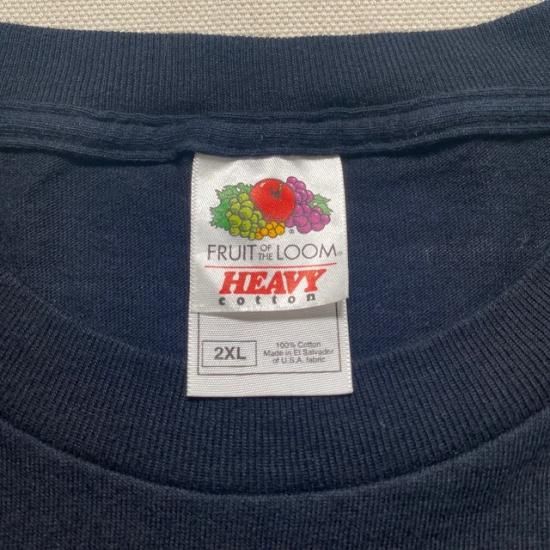 FRUIT OF THE LOOM®
HEAVY
cotton
2XL
100% Cotton
Made in El Salvador
of U.S.A. fabric